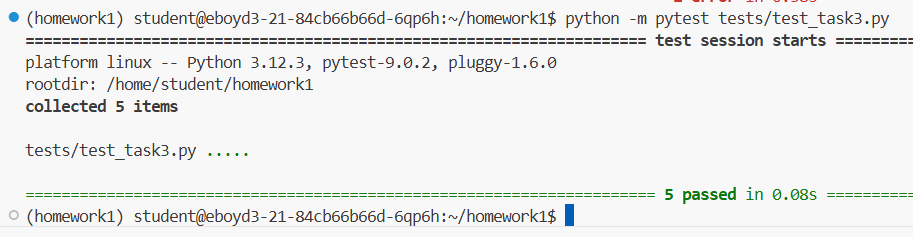 (homework1) student@eboyd3-21-84cb66b66d-6qp6h:~/homework1$ python -m pytest tests/test_task3.py
================================================================== test session starts =========
platform linux -- Python 3.12.3, pytest-9.0.2, pluggy-1.6.0
rootdir: /home/student/homework1
collected 5 items
tests/test_task3.py .....
=================================================================== 5 passed in 0.08s ==========
(homework1) student@eboyd3-21-84cb66b66d-6qp6h:~/homework1$